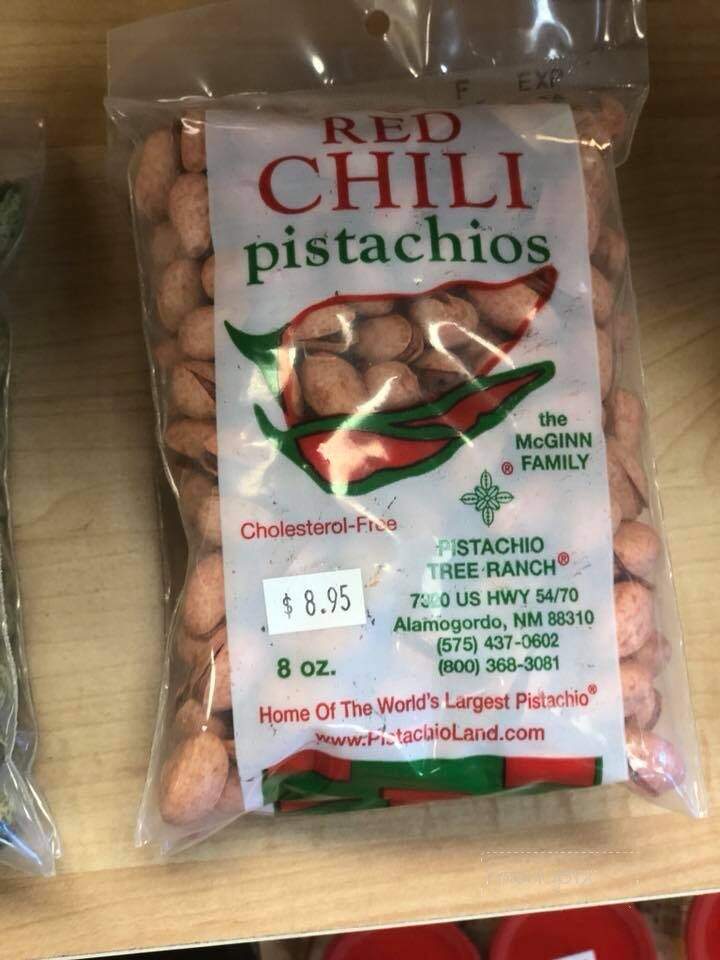 EXP
RED
CHILI
pistachios
the
McGINN
® FAMILY
Cholesterol-Free
PISTACHIO
TREE RANCH®
$ 8.95
US HWY 54/70
Alamogordo, NM 88310
(575) 437-0602
8 oz.
(800) 368-3081
Home Of The World's Largest Pistachio®
www.PistachioLand.com